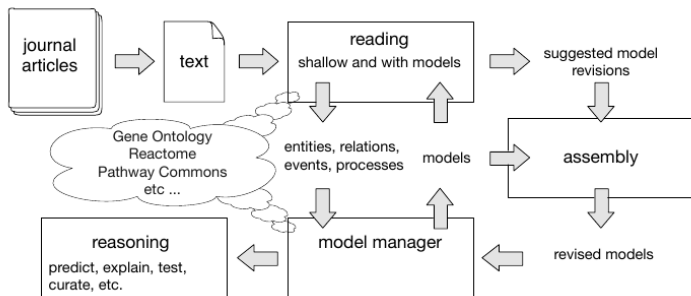 journal
articles
text
reading
shallow and with models
suggested model
revisions
Gene Ontology
Reactome
Pathway Commons
etc ...
entities, relations,
events, processes
models
assembly
reasoning
predict, explain, test,
curate, etc.
model manager
revised models